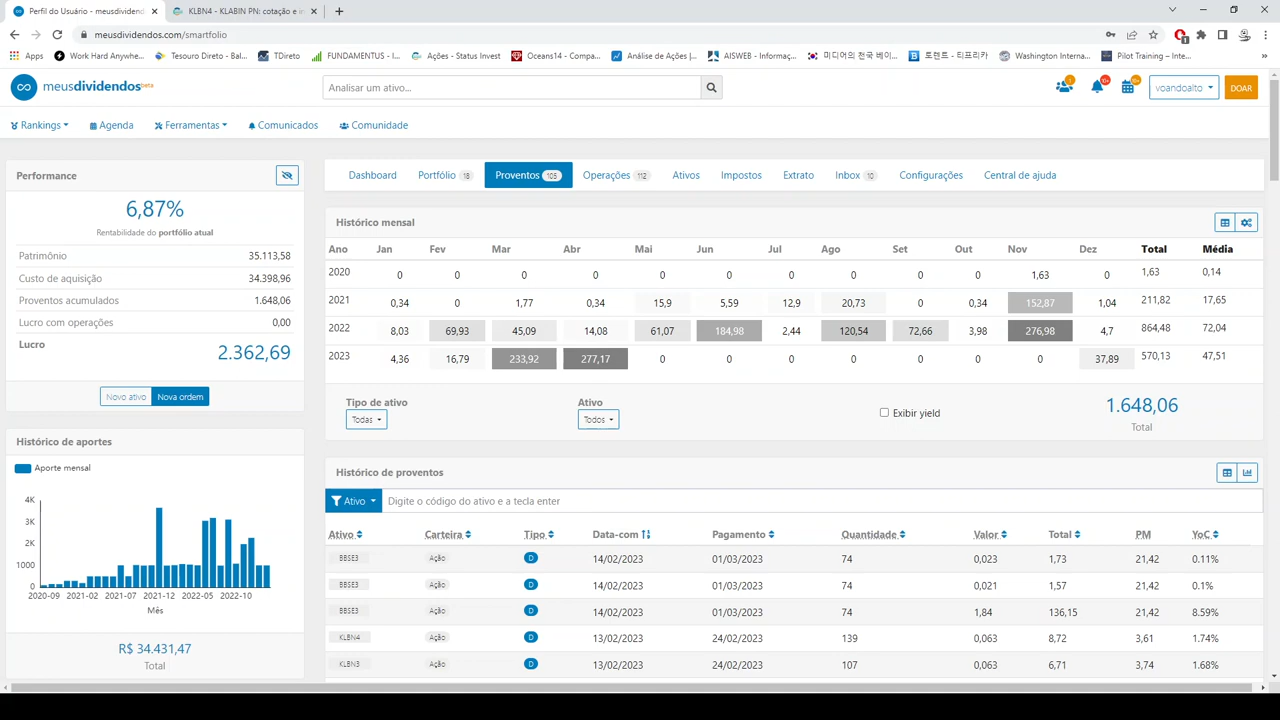 Perfil do Usuário - meusdividend
KLBN4 - KLABIN PN: cotação e in
meusdividendos.com/smartfolio
Apps
Work Hard Anywhe...
Tesouro Direto - Bal...
TDireto
FUNDAMENTUS - I...
Ações - Status Invest
Oceans14 - Compa...
Análise de Ações |...
AISWEB - Informaç...
미디어의 천국 베이...
토렌트 - 티프리카
Washington Interna...
Pilot Training – Inte...
meusdividendos beta
Analisar um ativo...
voandoalto
DOAR
Rankings
Agenda
Ferramentas
Comunicados
Comunidade
Performance
6,87%
Rentabilidade do portfólio atual
Patrimônio 35.113,58
Custo de aquisição 34.398,96
Proventos acumulados 1.648,06
Lucro com operações 0,00
Lucro 2.362,69
Novo ativo Nova ordem
Histórico de aportes
Aporte mensal
4K
3K
2K
1000
0
2020-09 2021-02 2021-07 2021-12 2022-05 2022-10
Mês
R$ 34.431,47
Total
Dashboard Portfólio 18 Proventos 105 Operações 112 Ativos Impostos Extrato Inbox 10 Configurações Central de ajuda
Histórico mensal
Ano Jan Fev Mar Abr Mai Jun Jul Ago Set Out Nov Dez Total Média
2020 0 0 0 0 0 0 0 0 0 0 1,63 0 1,63 0,14
2021 0,34 0 1,77 0,34 15,9 5,59 12,9 20,73 0 0,34 152,87 1,04 211,82 17,65
2022 8,03 69,93 45,09 14,08 61,07 184,98 2,44 120,54 72,66 3,98 276,98 4,7 864,48 72,04
2023 4,36 16,79 233,92 277,17 0 0 0 0 0 0 0 37,89 570,13 47,51
Tipo de ativo
Todas
Ativo
Todos
Exibir yield
1.648,06
Total
Histórico de proventos
Ativo Digite o código do ativo e a tecla enter
Ativo Carteira Tipo Data-com Pagamento Quantidade Valor Total PM YoC
BBSE3 Ação D 14/02/2023 01/03/2023 74 0,023 1,73 21,42 0.11%
BBSE3 Ação D 14/02/2023 01/03/2023 74 0,021 1,57 21,42 0.1%
BBSE3 Ação D 14/02/2023 01/03/2023 74 1,84 136,15 21,42 8.59%
KLBN4 Ação D 13/02/2023 24/02/2023 139 0,063 8,72 3,61 1.74%
KLBN3 Ação D 13/02/2023 24/02/2023 107 0,063 6,71 3,74 1.68%